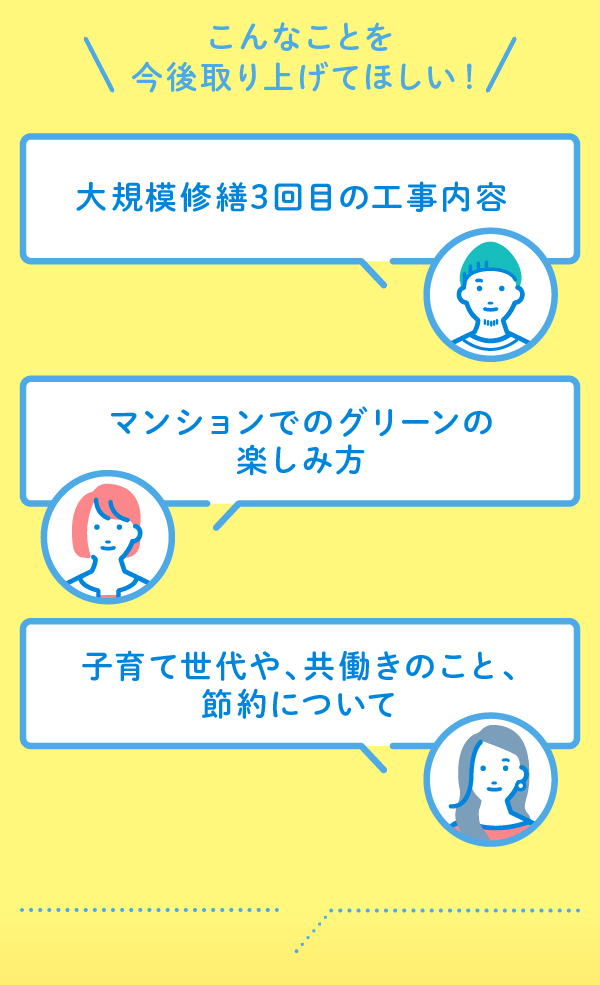 こんなことを
今後取り上げてほしい！
大規模修繕3回目の工事内容
マンションでのグリーンの
楽しみ方
子育て世代や、共働きのこと、
節約について